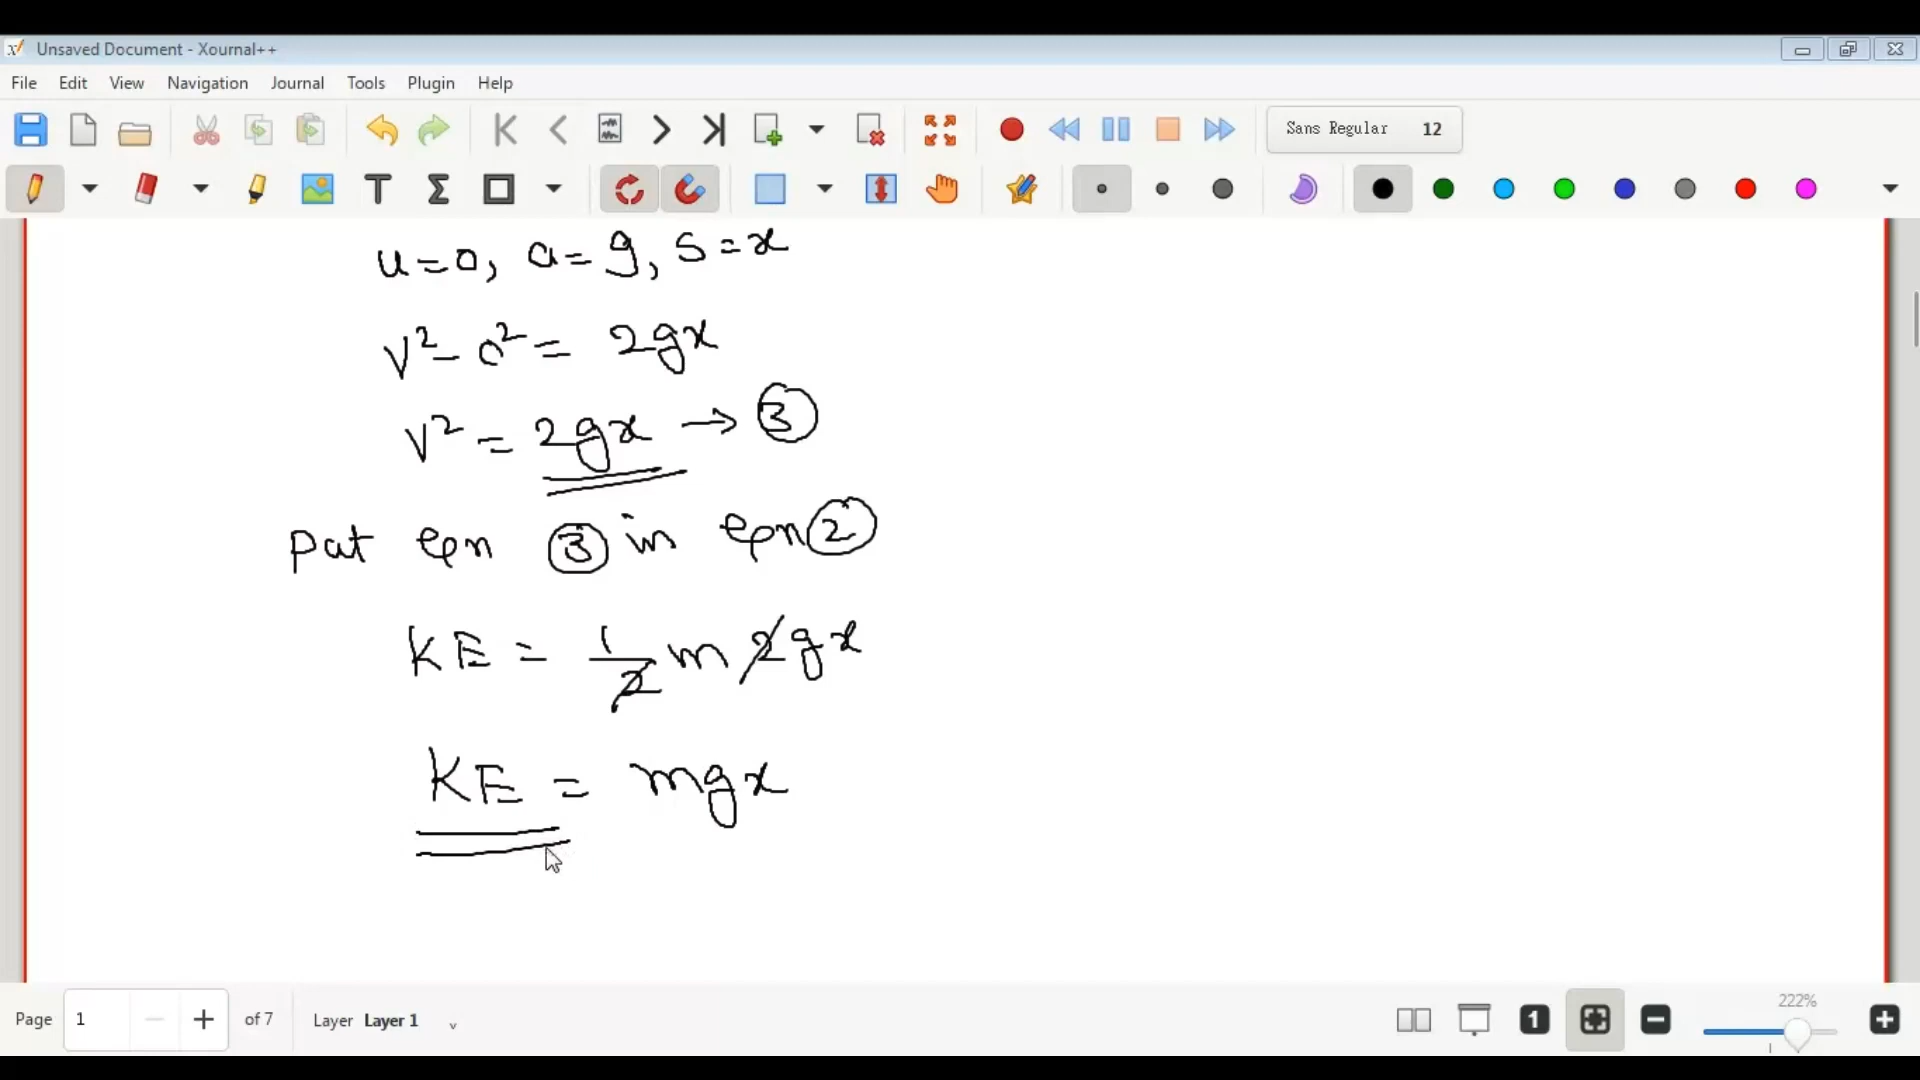 Unsaved Document - Xournal++
File Edit View Navigation Journal Tools Plugin Help
Sans Regular 12
u=0, a=g, s=x
v²-0²= 2gx
v² = 2gx → ③
put eqn ③ in eqn ②
KE = 1/2 m 2gx
KE = mgx
Page 1 of 7 Layer Layer 1
222%